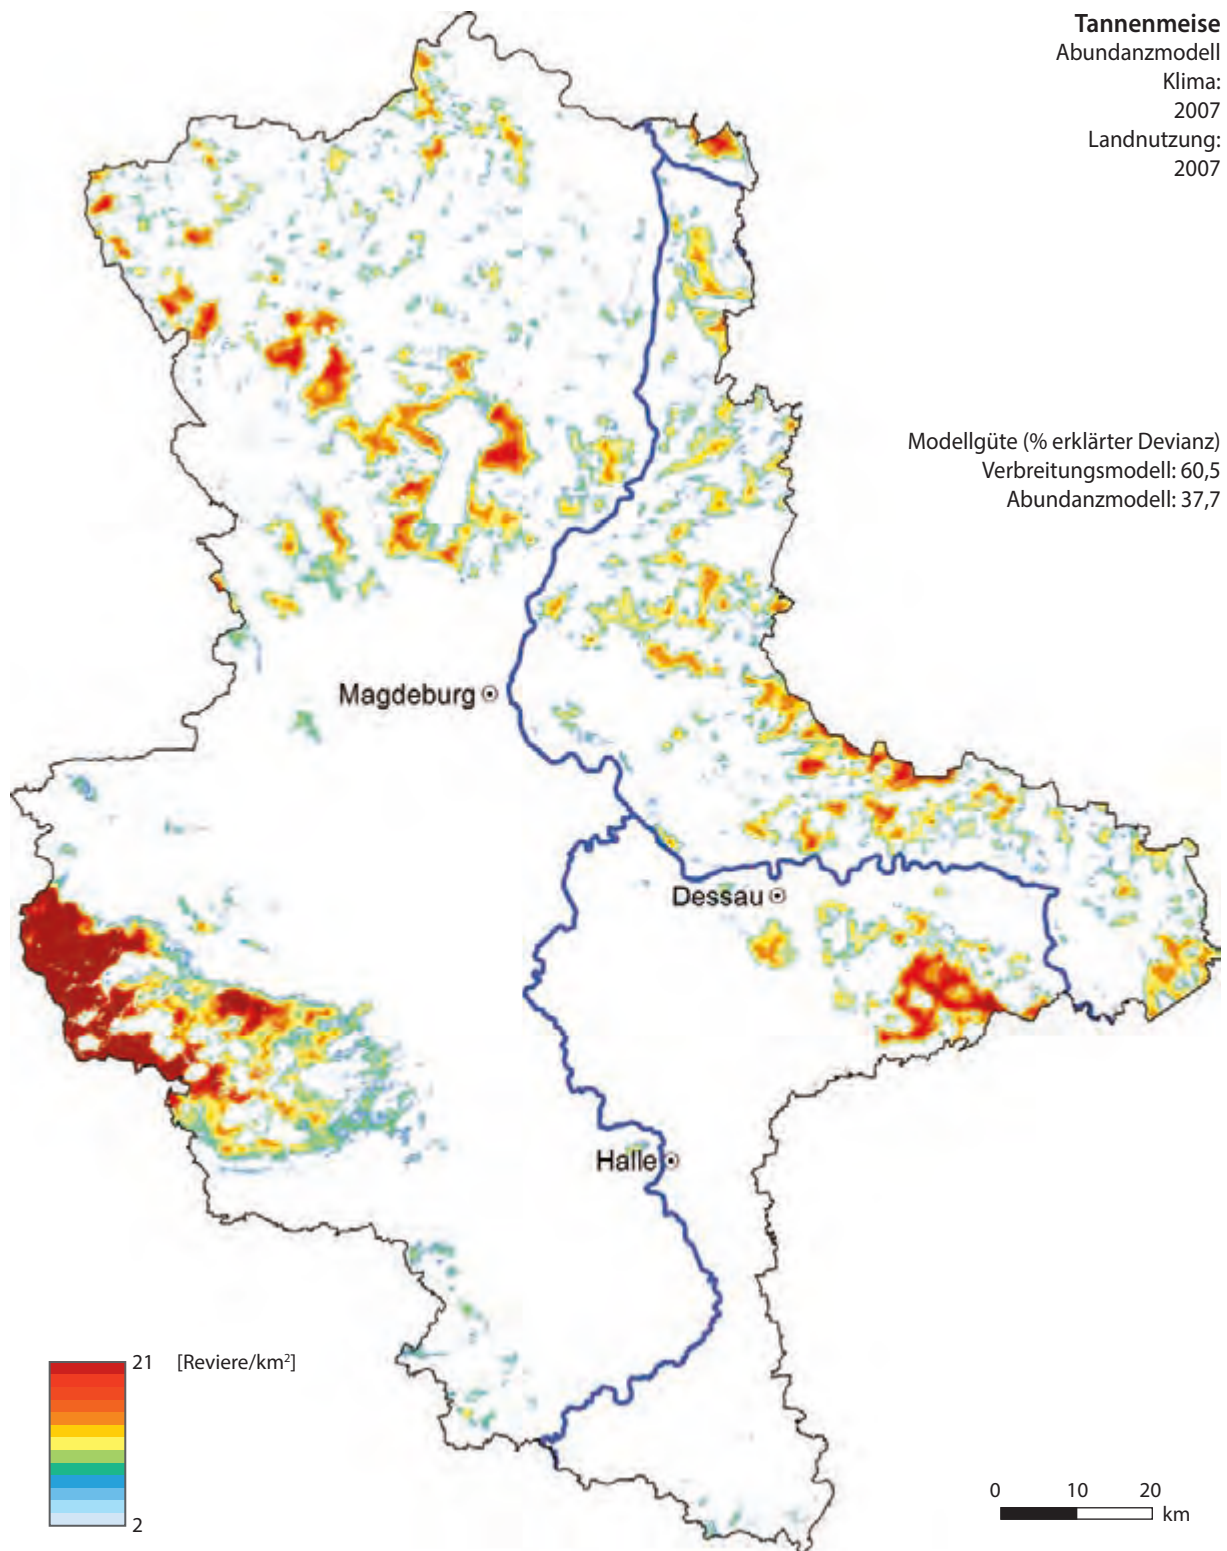 Tannenmeise
Abundanzmodell
Klima:
2007
Landnutzung:
2007
Modellgüte (% erklärter Devianz)
Verbreitungsmodell: 60,5
Abundanzmodell: 37,7
Magdeburg
Dessau
Halle
21 [Reviere/km²]
2
0 10 20
km